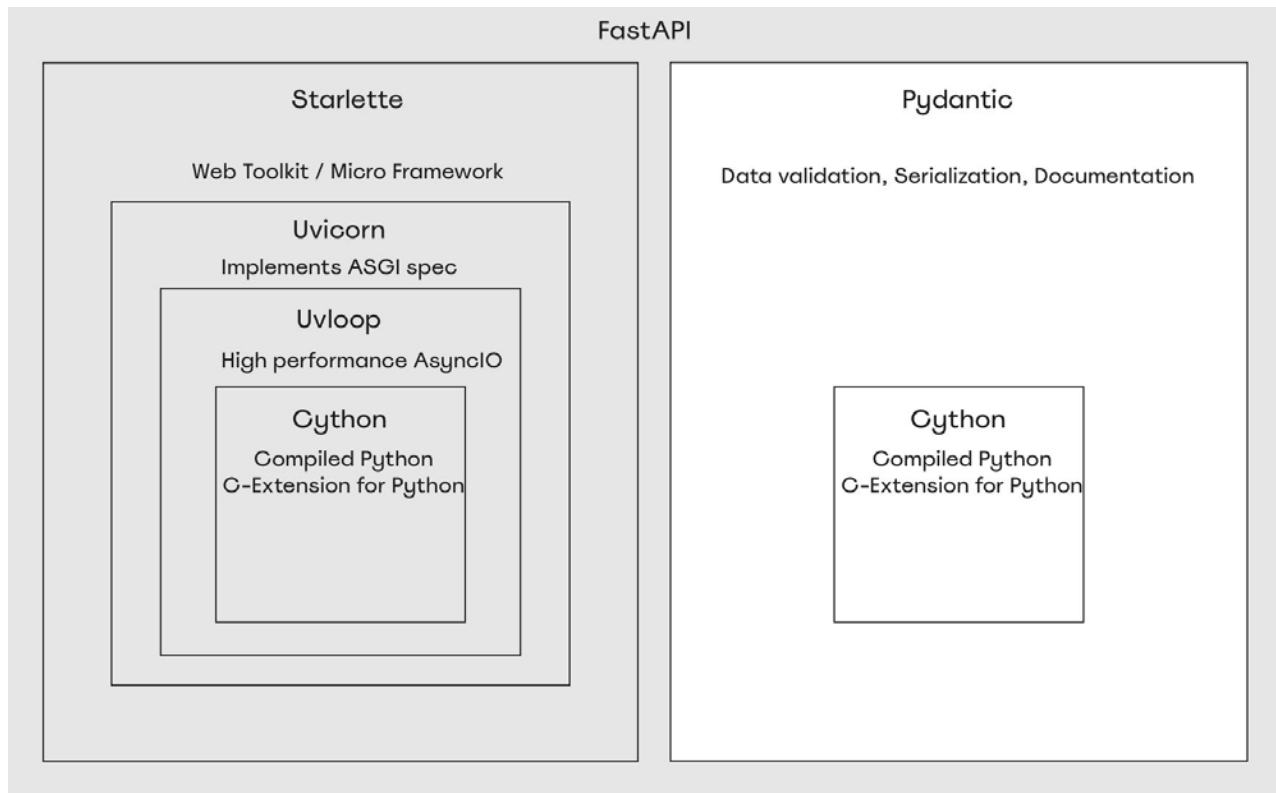 FastAPI
Starlette
Web Toolkit / Micro Framework
Uvicorn
Implements ASGI spec
Uvloop
High performance AsyncIO
Cython
Compiled Python
C-Extension for Python
Pydantic
Data validation, Serialization, Documentation
Cython
Compiled Python
C-Extension for Python